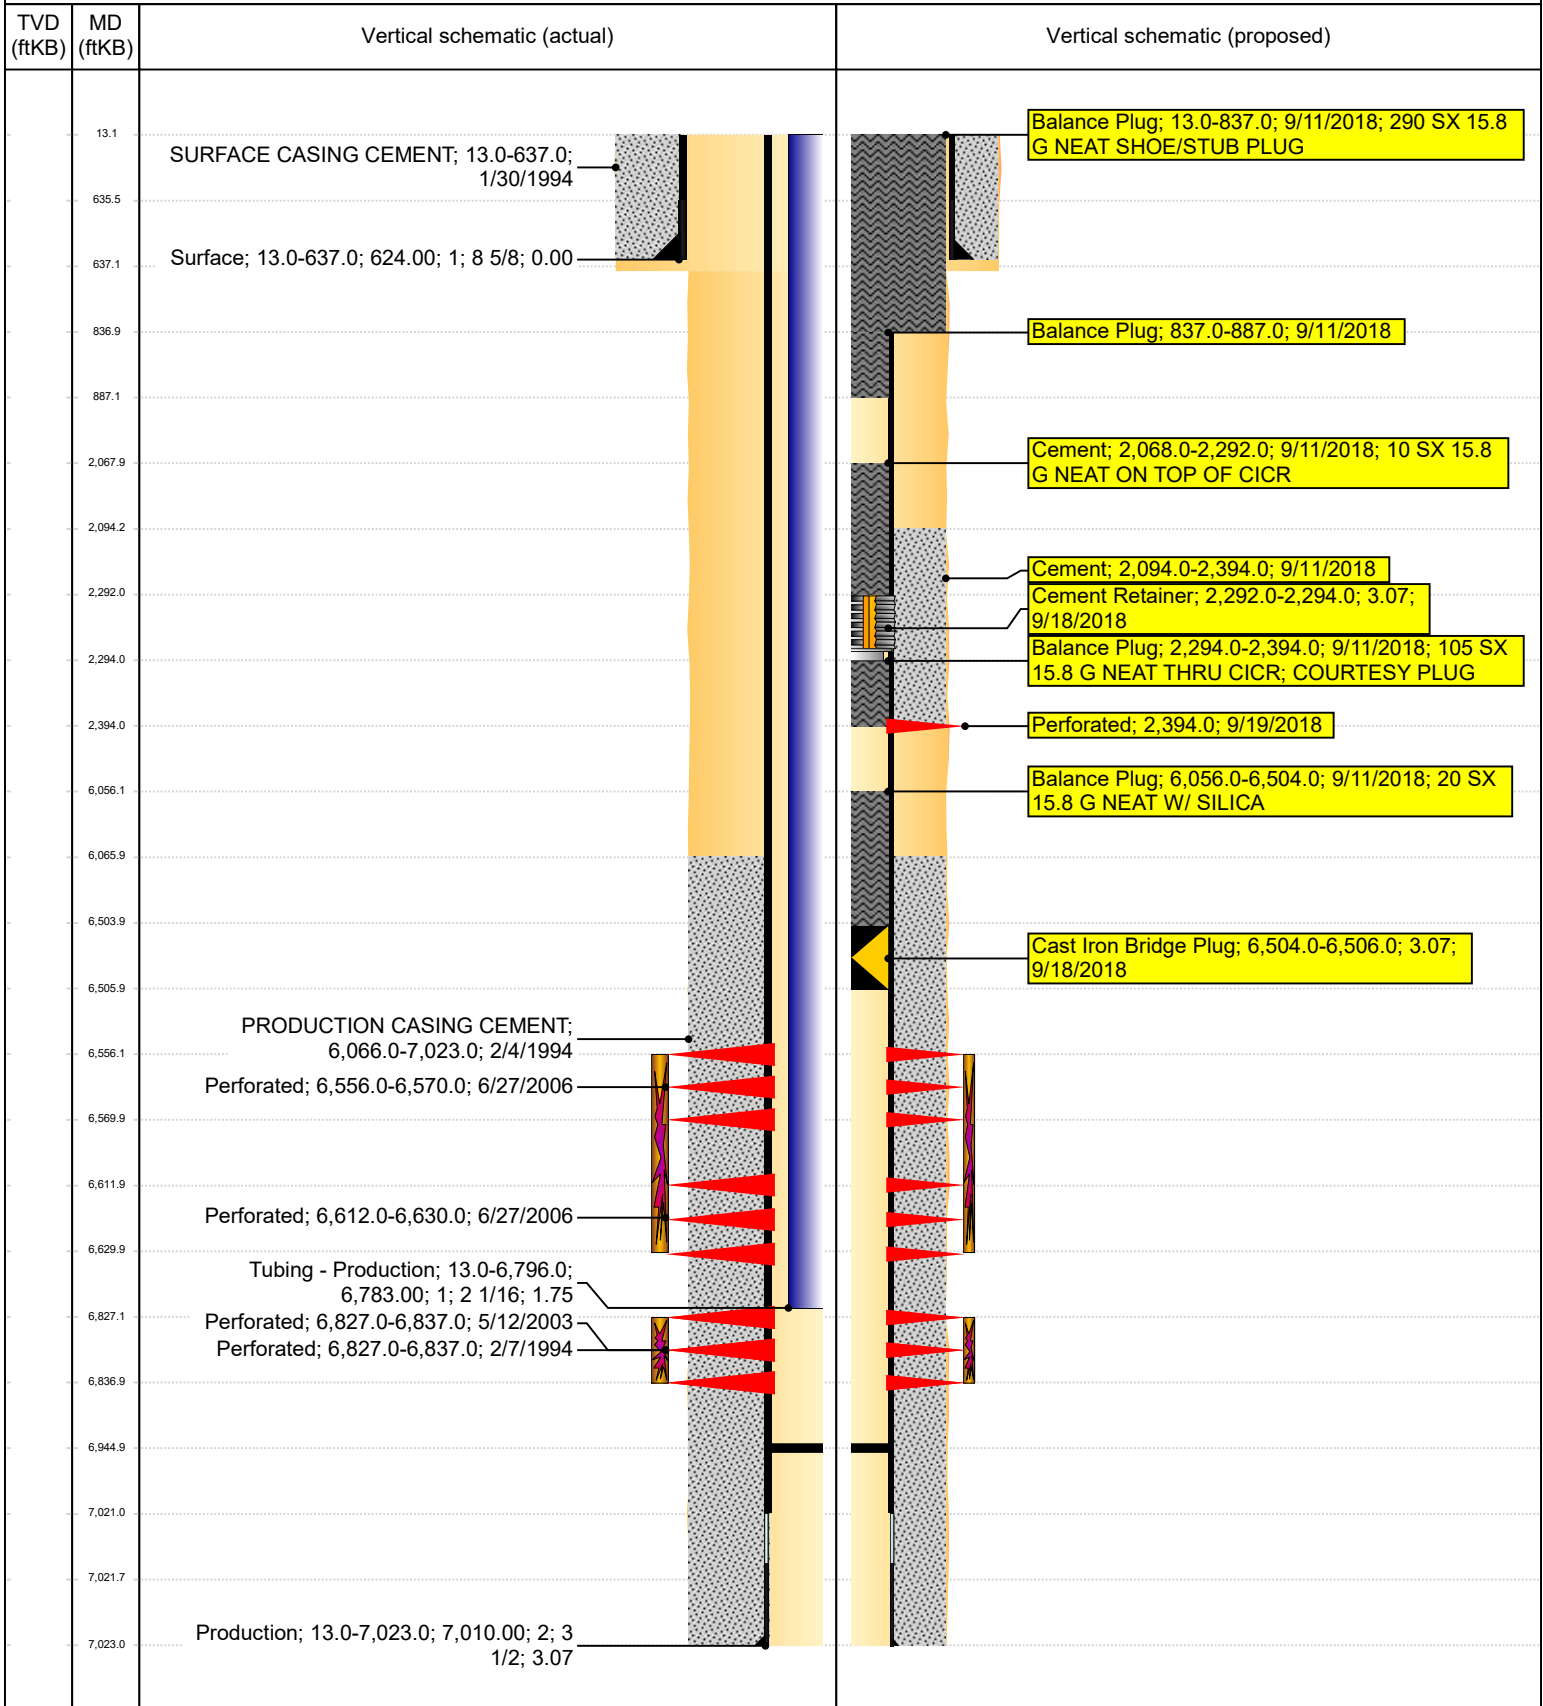 TVD
(ftKB)
MD
(ftKB)
Vertical schematic (actual)
Vertical schematic (proposed)
13.1
635.5
637.1
836.9
887.1
2,067.9
2,094.2
2,292.0
2,294.0
2,394.0
6,056.1
6,065.9
6,503.9
6,505.9
6,556.1
6,569.9
6,611.9
6,629.9
6,827.1
6,836.9
6,944.9
7,021.0
7,021.7
7,023.0
SURFACE CASING CEMENT; 13.0-637.0;
1/30/1994
Surface; 13.0-637.0; 624.00; 1; 8 5/8; 0.00
PRODUCTION CASING CEMENT;
6,066.0-7,023.0; 2/4/1994
Perforated; 6,556.0-6,570.0; 6/27/2006
Perforated; 6,612.0-6,630.0; 6/27/2006
Tubing - Production; 13.0-6,796.0;
6,783.00; 1; 2 1/16; 1.75
Perforated; 6,827.0-6,837.0; 5/12/2003
Perforated; 6,827.0-6,837.0; 2/7/1994
Production; 13.0-7,023.0; 7,010.00; 2; 3
1/2; 3.07
Balance Plug; 13.0-837.0; 9/11/2018; 290 SX 15.8
G NEAT SHOE/STUB PLUG
Balance Plug; 837.0-887.0; 9/11/2018
Cement; 2,068.0-2,292.0; 9/11/2018; 10 SX 15.8
G NEAT ON TOP OF CICR
Cement; 2,094.0-2,394.0; 9/11/2018
Cement Retainer; 2,292.0-2,294.0; 3.07;
9/18/2018
Balance Plug; 2,294.0-2,394.0; 9/11/2018; 105 SX
15.8 G NEAT THRU CICR; COURTESY PLUG
Perforated; 2,394.0; 9/19/2018
Balance Plug; 6,056.0-6,504.0; 9/11/2018; 20 SX
15.8 G NEAT W/ SILICA
Cast Iron Bridge Plug; 6,504.0-6,506.0; 3.07;
9/18/2018